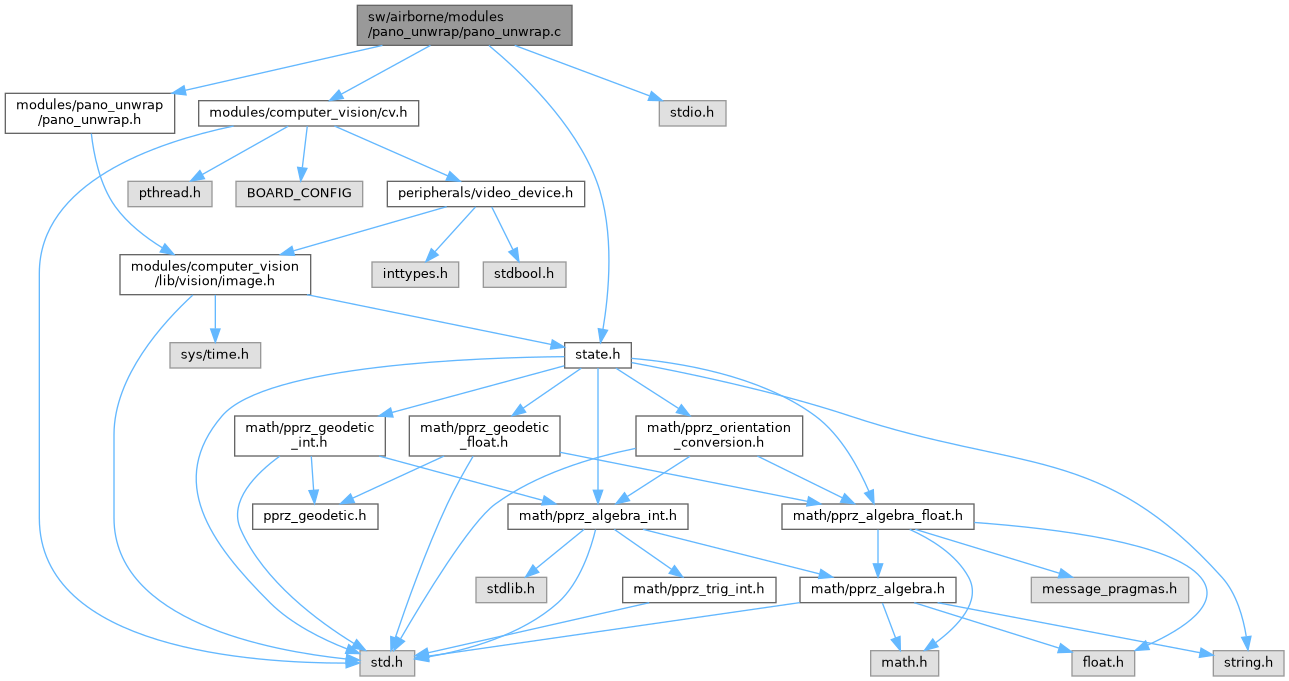 sw/airborne/modules
/pano_unwrap/pano_unwrap.c
modules/pano_unwrap
/pano_unwrap.h
modules/computer_vision/cv.h
stdio.h
pthread.h
BOARD_CONFIG
peripherals/video_device.h
modules/computer_vision
/lib/vision/image.h
inttypes.h
stdbool.h
sys/time.h
state.h
math/pprz_geodetic
_int.h
math/pprz_geodetic
_float.h
math/pprz_orientation
_conversion.h
pprz_geodetic.h
math/pprz_algebra_int.h
math/pprz_algebra_float.h
stdlib.h
math/pprz_trig_int.h
math/pprz_algebra.h
message_pragmas.h
std.h
math.h
float.h
string.h